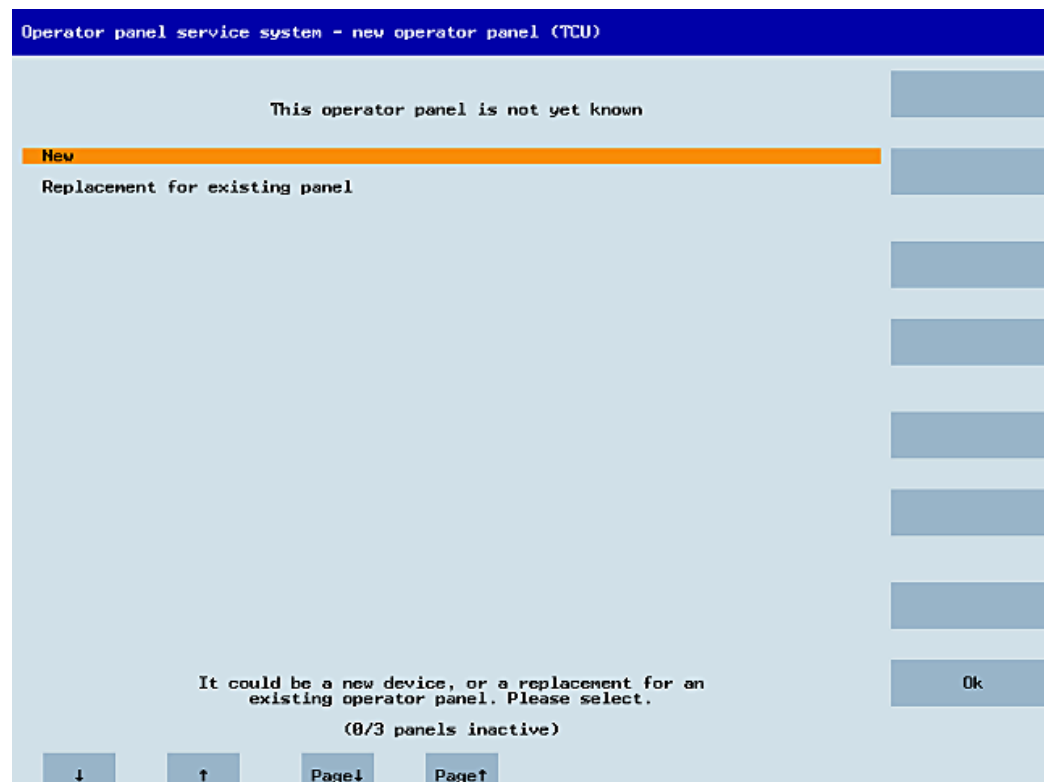 Operator panel service system - new operator panel (TCU)
This operator panel is not yet known
New
Replacement for existing panel
It could be a new device, or a replacement for an
existing operator panel. Please select.
(0/3 panels inactive)
Ok
↓ ↑ Page↓ Page↑